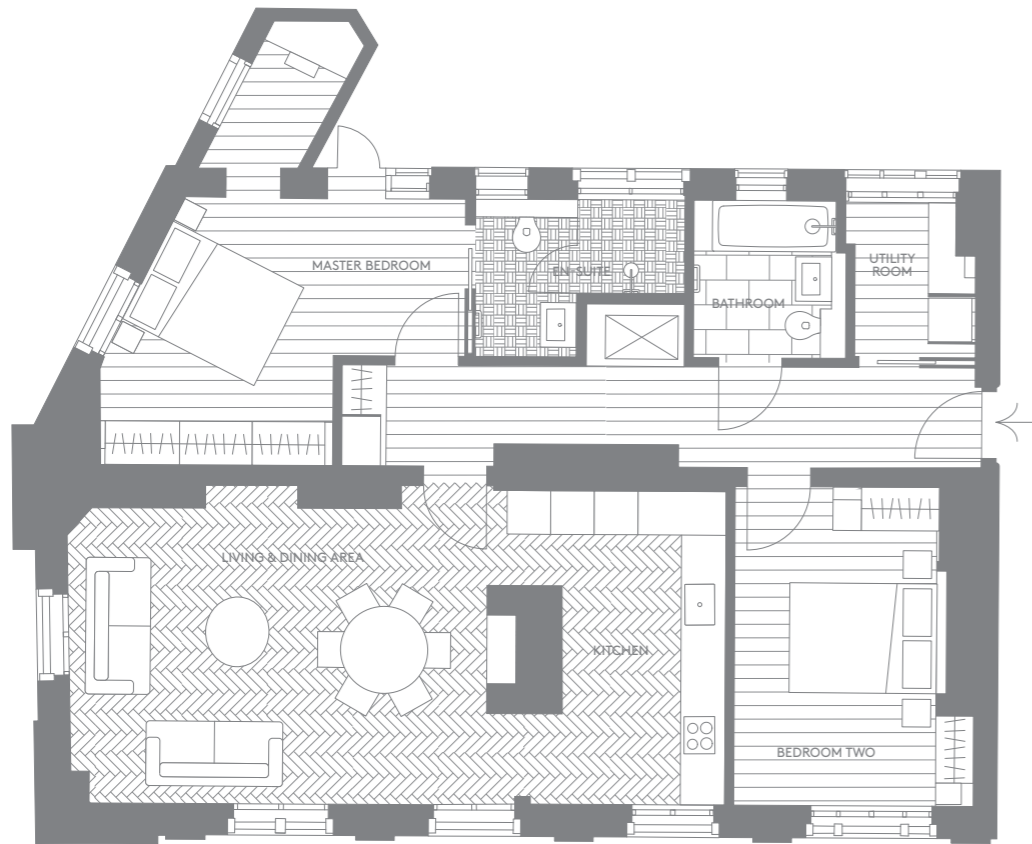 MASTER BEDROOM
EN-SUITE
BATHROOM
UTILITY
ROOM
LIVING & DINING AREA
KITCHEN
BEDROOM TWO